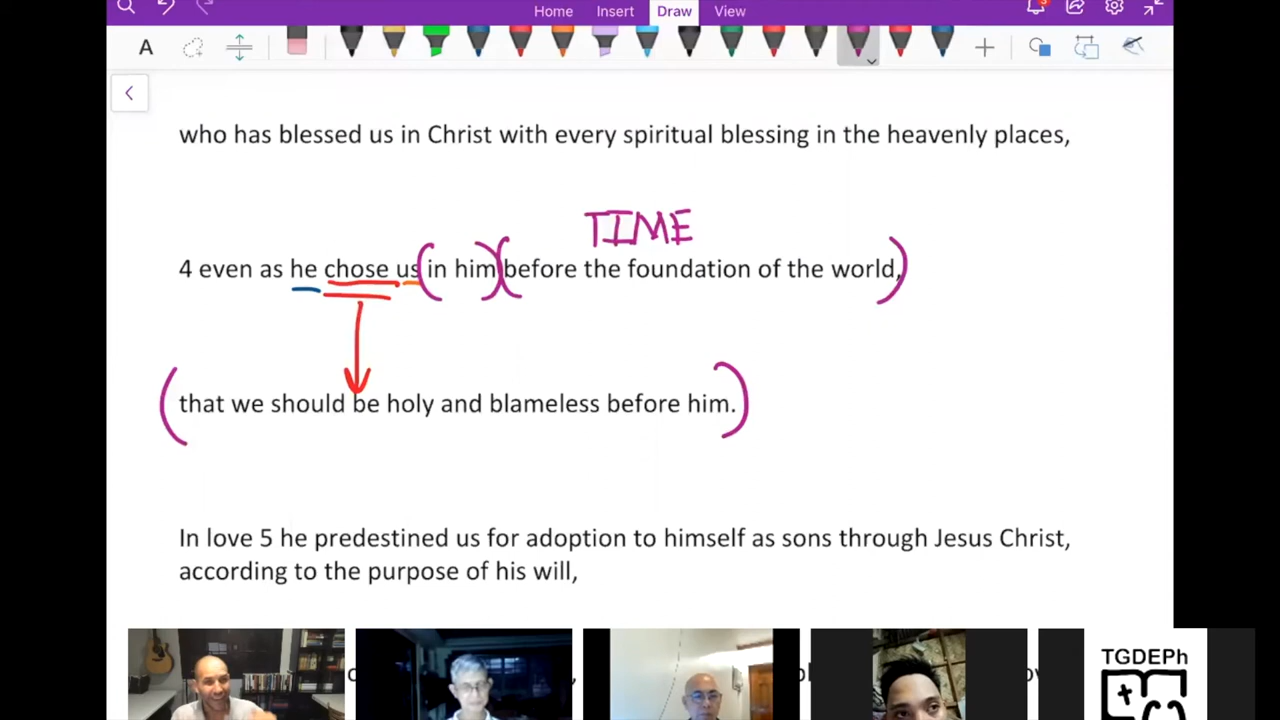 Home Insert Draw View
A
who has blessed us in Christ with every spiritual blessing in the heavenly places,
TIME
4 even as he chose us in him before the foundation of the world,
that we should be holy and blameless before him.
In love 5 he predestined us for adoption to himself as sons through Jesus Christ,
according to the purpose of his will,
TGDEPh